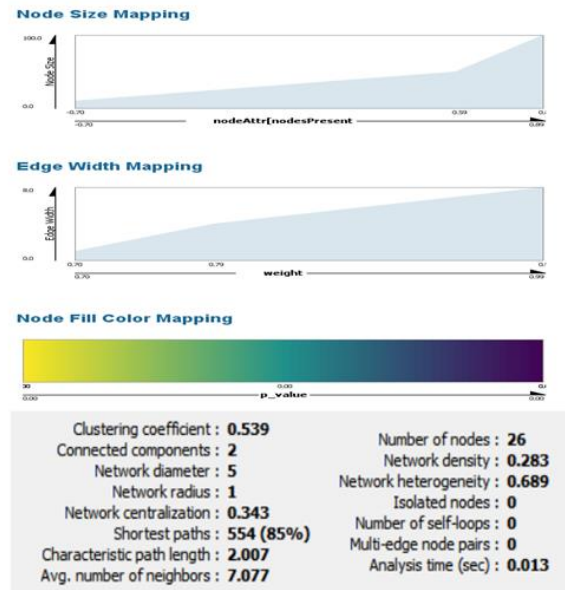 Node Size Mapping
100.0
Node Size
0.0
-0.70
0.59
-0.70
nodeAttr[nodesPresent
0.89
Edge Width Mapping
8.0
Edge Width
0.0
0.70
0.79
0.70
weight
0.99
Node Fill Color Mapping
0.00
0.00
p_value
0.00
Clustering coefficient : 0.539
Connected components : 2
Network diameter : 5
Network radius : 1
Network centralization : 0.343
Shortest paths : 554 (85%)
Characteristic path length : 2.007
Avg. number of neighbors : 7.077
Number of nodes : 26
Network density : 0.283
Network heterogeneity : 0.689
Isolated nodes : 0
Number of self-loops : 0
Multi-edge node pairs : 0
Analysis time (sec) : 0.013